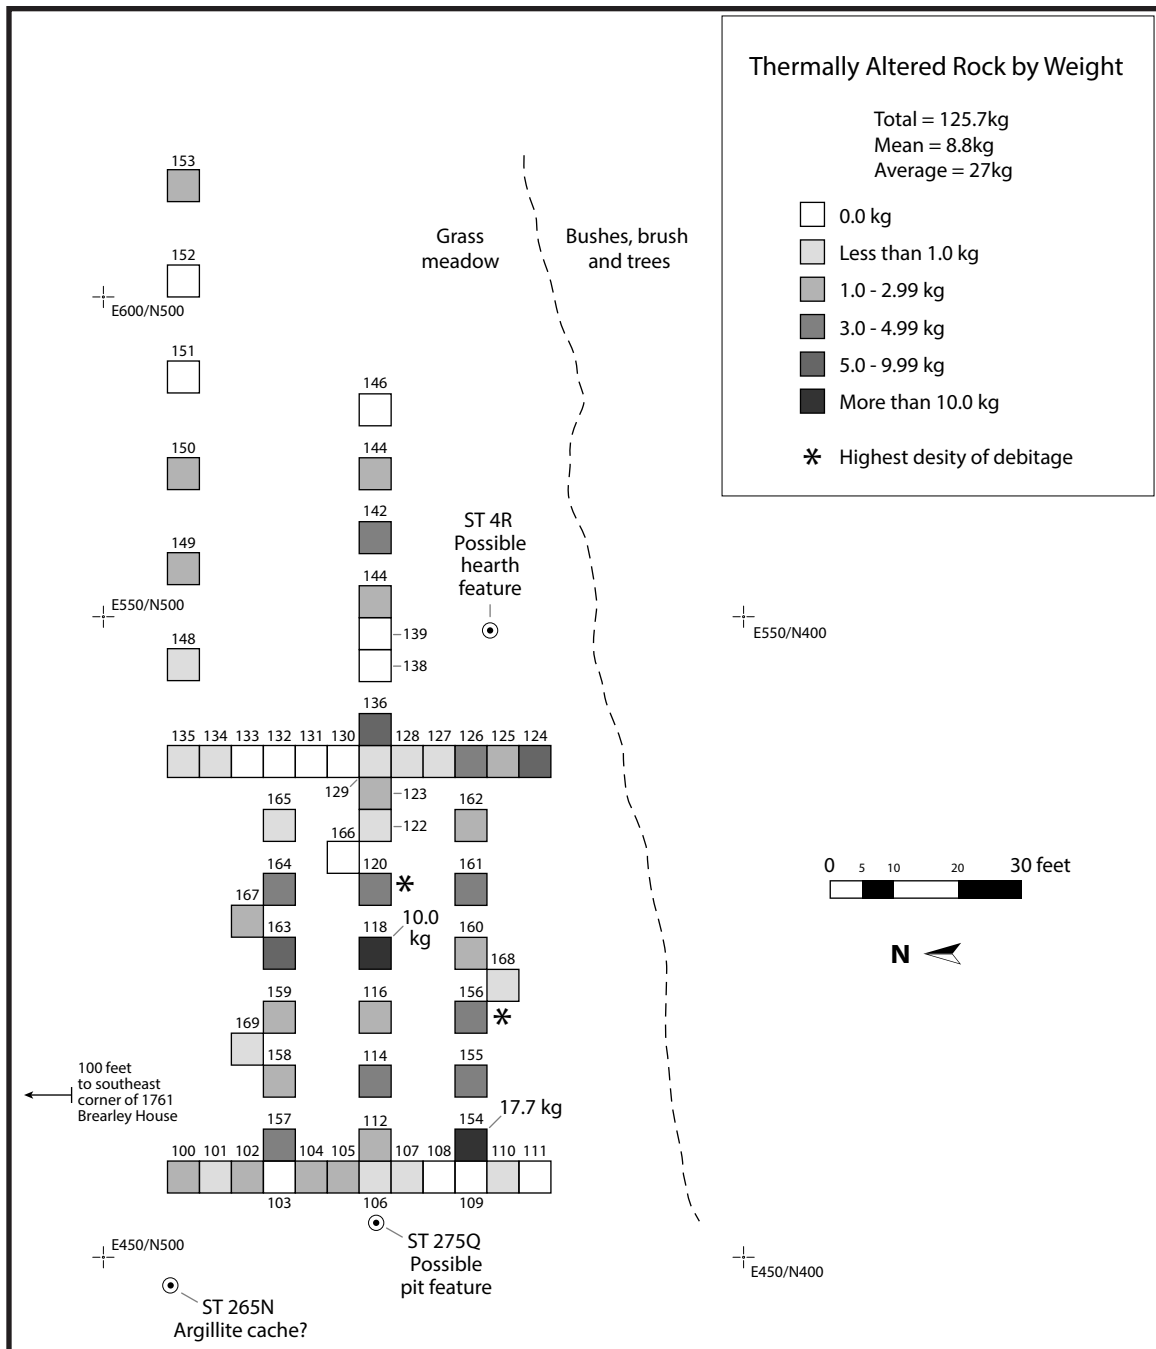 Thermally Altered Rock by Weight
Total = 125.7kg
Mean = 8.8kg
Average = 27kg
0.0 kg
Less than 1.0 kg
1.0 - 2.99 kg
3.0 - 4.99 kg
5.0 - 9.99 kg
More than 10.0 kg
* Highest desity of debitage
153
Grass
meadow
Bushes, brush
and trees
152
E600/N500
151
146
150
144
142
ST 4R
Possible
hearth
feature
149
144
E550/N500
139
E550/N400
148
138
136
135 134 133 132 131 130 128 127 126 125 124
129
123
165
122
162
166
164
120
*
161
167
163
118
10.0
kg
160
168
159
116
156
*
169
158
114
155
0 5 10 20 30 feet
N
100 feet
to southeast
corner of 1761
Brearley House
157
112
154
17.7 kg
100 101 102 104 105 107 108 110 111
103 106 109
ST 275Q
Possible
pit feature
E450/N500
E450/N400
ST 265N
Argillite cache?